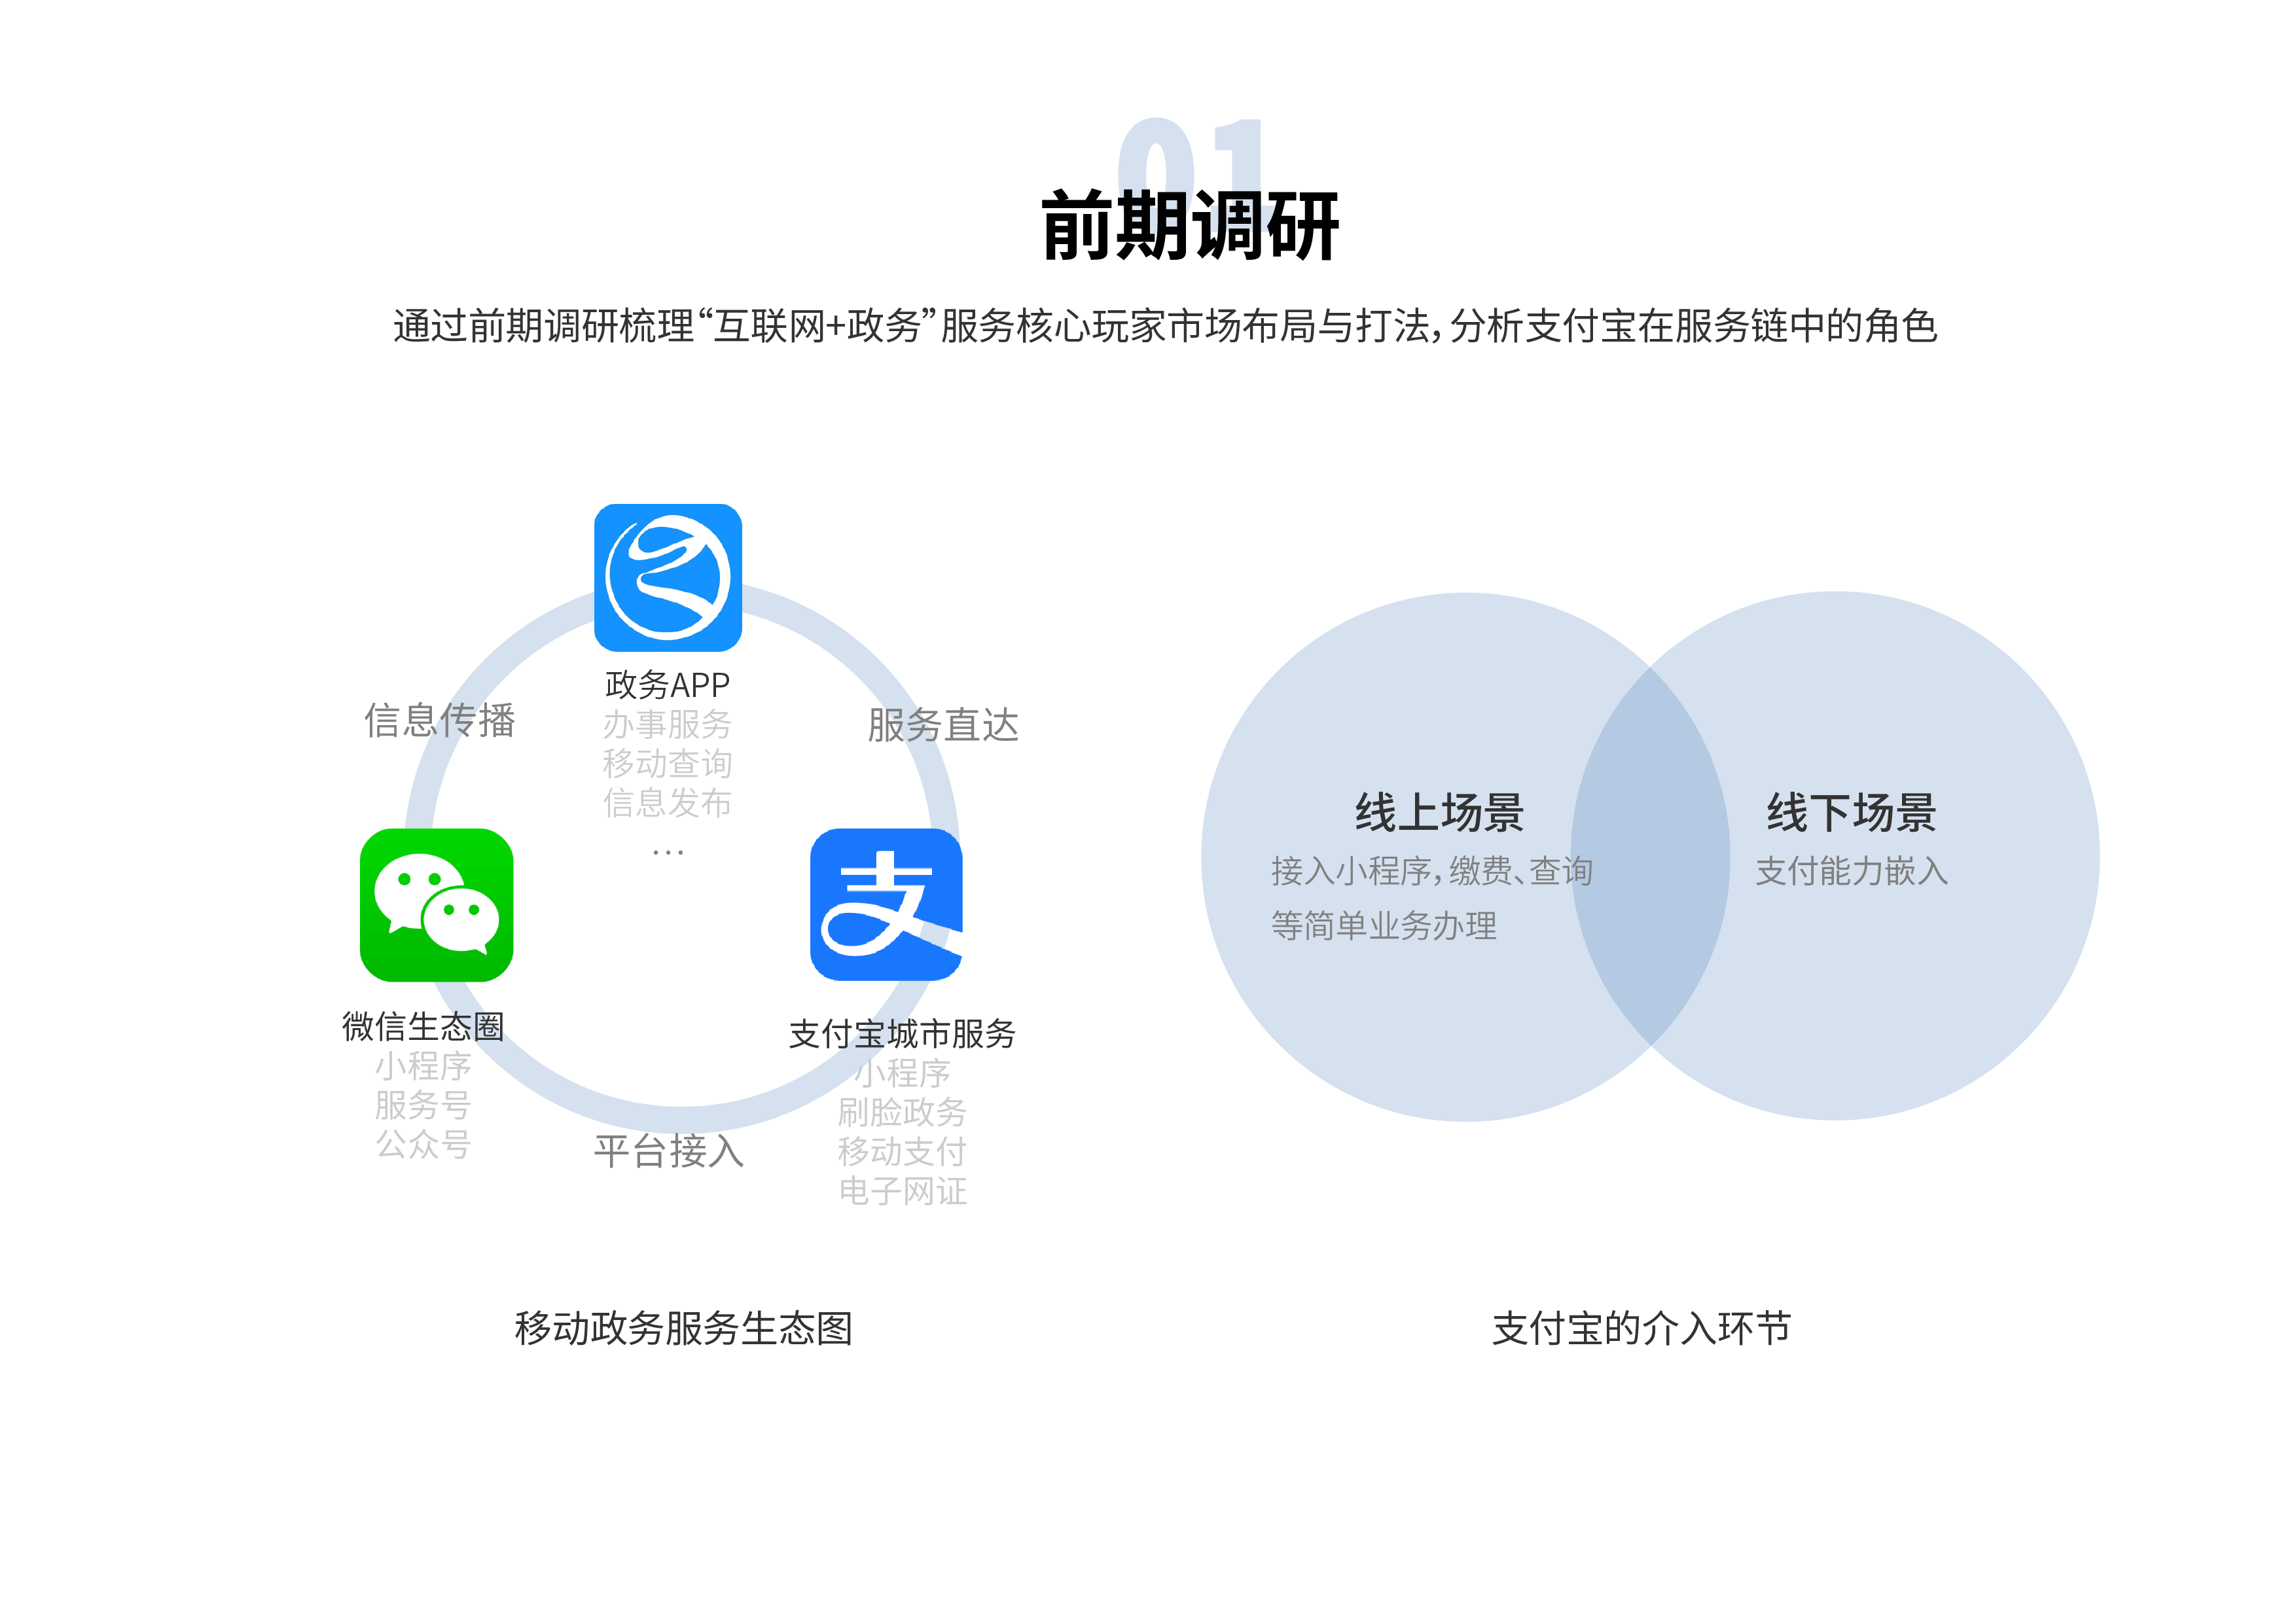 01
前期调研
通过前期调研梳理“互联网+政务”服务核心玩家市场布局与打法，分析支付宝在服务链中的角色
政务APP
办事服务
移动查询
信息发布
...
信息传播
服务直达
微信生态圈
小程序
服务号
公众号
支
支付宝城市服务
小程序
刷脸政务
移动支付
电子网证
平台接入
移动政务服务生态图
线上场景
接入小程序，缴费、查询
等简单业务办理
线下场景
支付能力嵌入
支付宝的介入环节